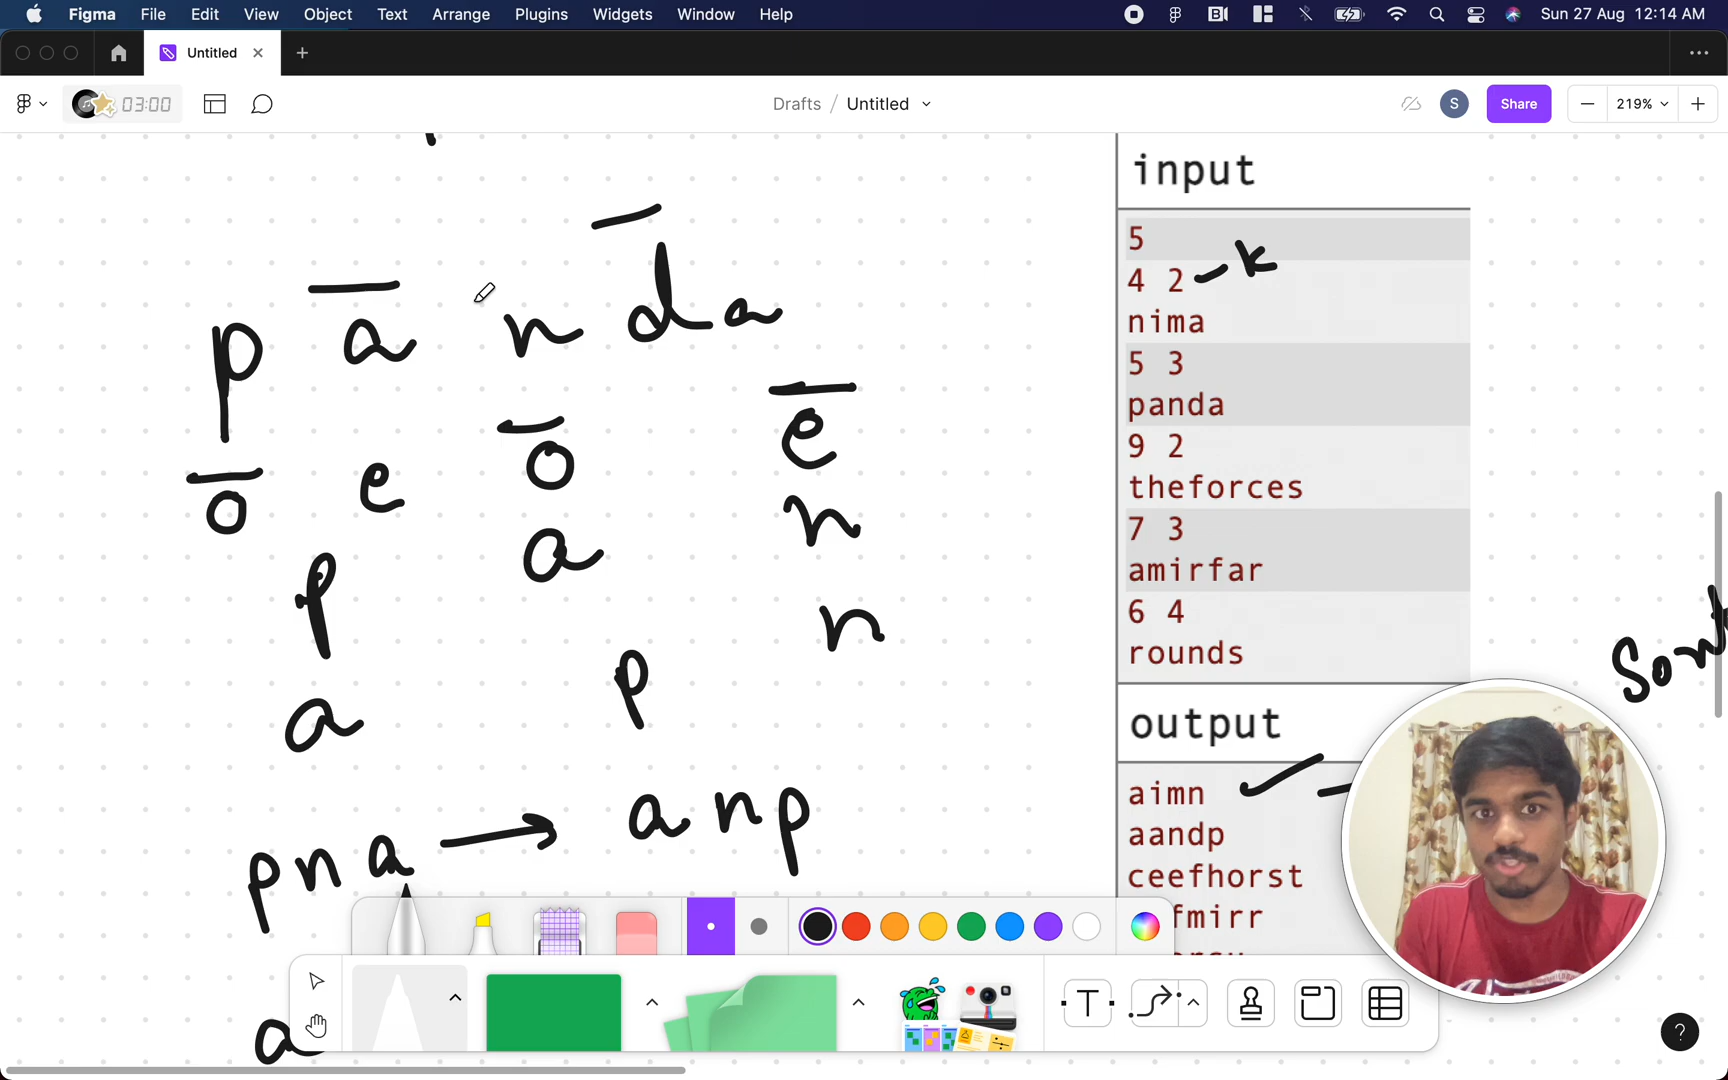 Figma File Edit View Object Text Arrange Plugins Widgets Window Help Sun 27 Aug 12:14 AM
Untitled
03:00 Drafts / Untitled S Share 219%
input
5
4 2 – k
nima
5 3
panda
9 2
theforces
7 3
amirfar
6 4
rounds
output
aimn
aandp
ceefhorst
fmirr
p a n d a
o e o e
p a n
a p n
p n a → a n p
a
T
?